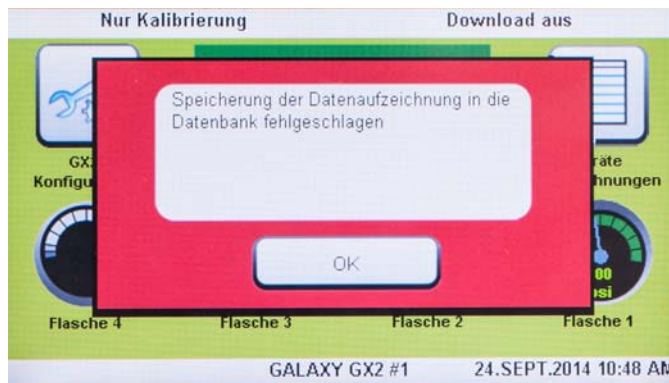 Nur Kalibrierung Download aus
Speicherung der Datenaufzeichnung in die
Datenbank fehlgeschlagen
OK
Flasche 4 Flasche 3 Flasche 2 Flasche 1
GALAXY GX2 #1 24.SEPT.2014 10:48 AM